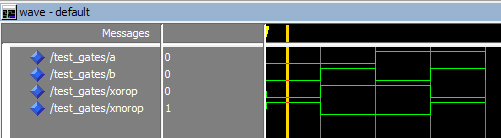 wave - default
Messages
/test_gates/a 0
/test_gates/b 0
/test_gates/xorop 0
/test_gates/xnorop 1